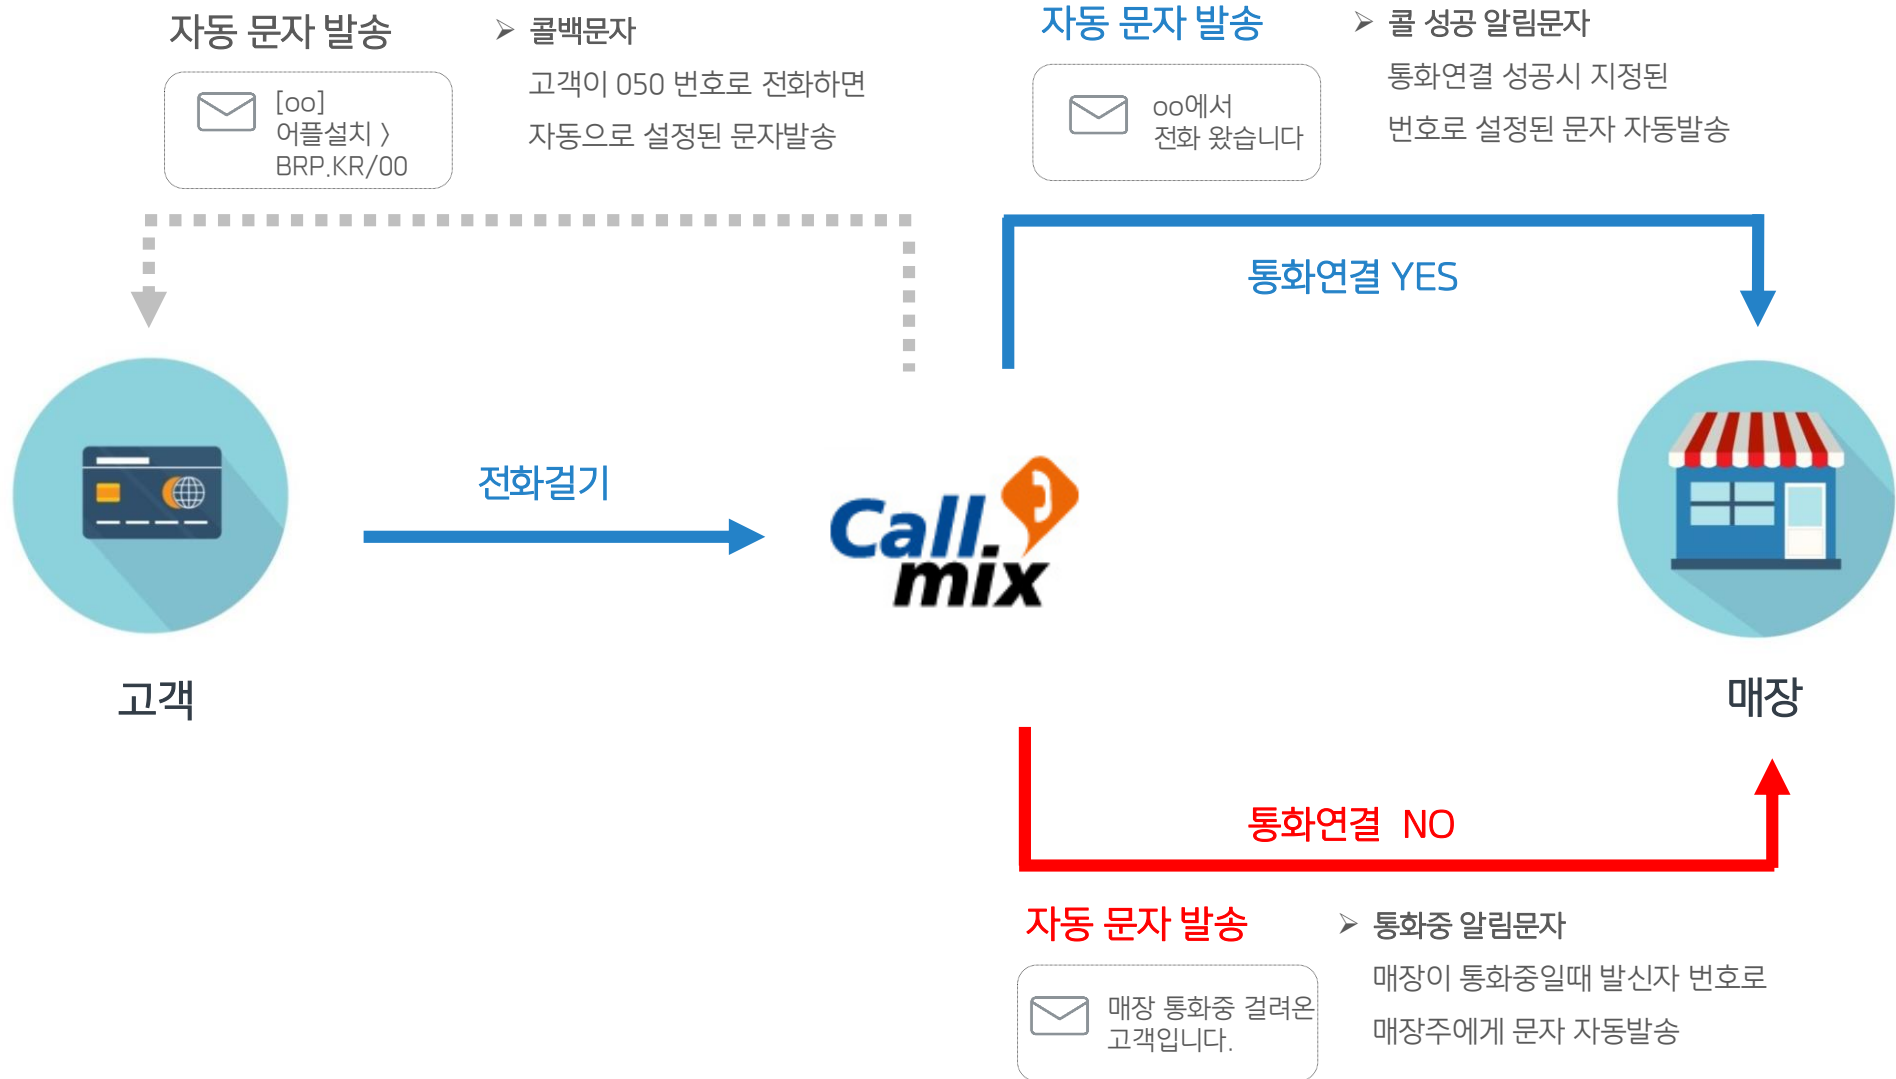 자동 문자 발송
[oo]
어플설치 >
BRP.KR/00
➢ 콜백문자
고객이 050 번호로 전화하면
자동으로 설정된 문자발송
자동 문자 발송
oo에서
전화 왔습니다
➢ 콜 성공 알림문자
통화연결 성공시 지정된
번호로 설정된 문자 자동발송
통화연결 YES
전화걸기
Call.
mix
고객
매장
통화연결 NO
자동 문자 발송
매장 통화중 걸려온
고객입니다.
➢ 통화중 알림문자
매장이 통화중일때 발신자 번호로
매장주에게 문자 자동발송